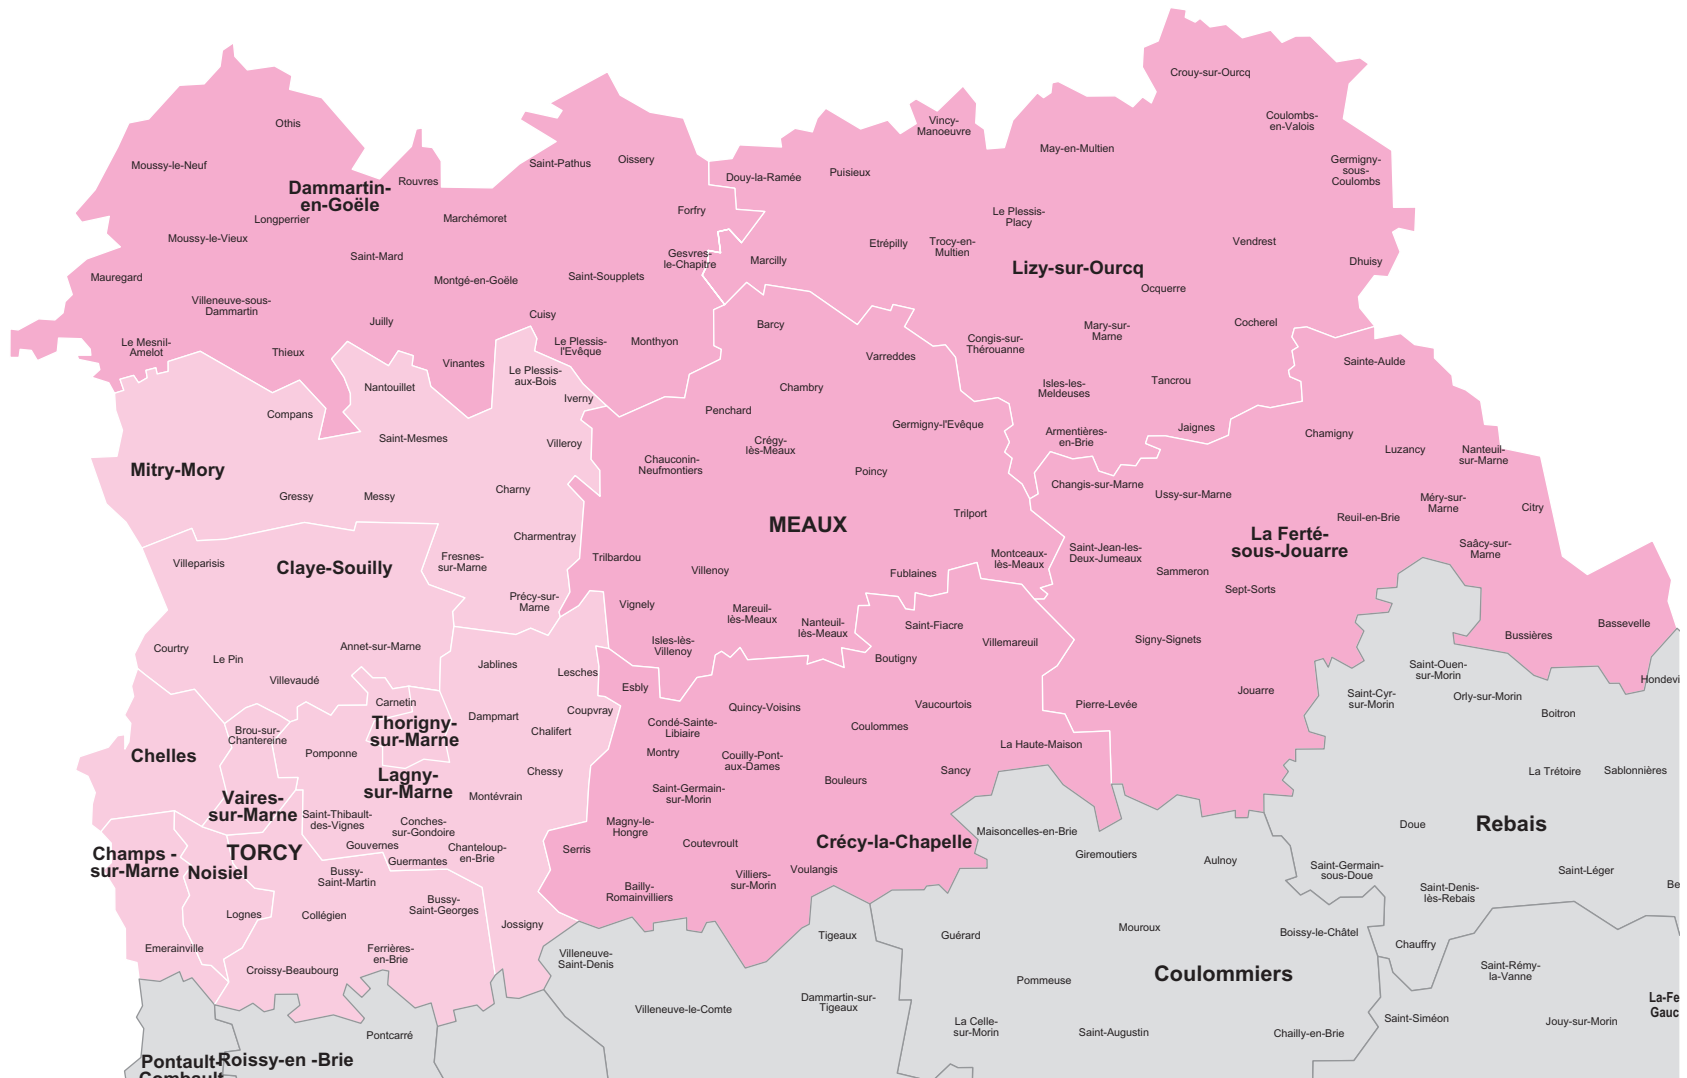 Crouy-sur-Ourcq
Othis
Vincy-
Manoeuvre
Coulombs-
en-Valois
May-en-Multien
Moussy-le-Neuf
Saint-Pathus
Oissery
Germigny-
sous-
Coulombs
Rouvres
Douy-la-Ramée
Puisieux
Dammartin-
en-Goële
Longperrier
Marchémoret
Forfry
Le Plessis-
Placy
Moussy-le-Vieux
Etrépilly
Trocy-en-
Multien
Vendrest
Saint-Mard
Gesvres-
le-Chapitre
Marcilly
Lizy-sur-Ourcq
Dhuisy
Mauregard
Montgé-en-Goële
Saint-Soupplets
Ocquerre
Villeneuve-sous-
Dammartin
Juilly
Cuisy
Barcy
Mary-sur-
Marne
Cocherel
Le Mesnil-
Amelot
Thieux
Le Plessis-
l'Evêque
Monthyon
Congis-sur-
Thérouanne
Vinantes
Varreddes
Sainte-Aulde
Le Plessis-
aux-Bois
Nantouillet
Chambry
Isles-les-
Meldeuses
Tancrou
Iverny
Compans
Penchard
Germigny-l'Evêque
Jaignes
Saint-Mesmes
Villeroy
Crégy-
lès-Meaux
Armentières-
en-Brie
Chamigny
Luzancy
Nanteuil-
sur-Marne
Mitry-Mory
Chauconin-
Neufmontiers
Poincy
Changis-sur-Marne
Gressy
Messy
Charny
Ussy-sur-Marne
Méry-sur-
Marne
Citry
Reuil-en-Brie
MEAUX
Trilport
Charmentray
La Ferté-
sous-Jouarre
Saâcy-sur-
Marne
Villeparisis
Claye-Souilly
Fresnes-
sur-Marne
Trilbardou
Villenoy
Fublaines
Montceaux-
lès-Meaux
Saint-Jean-les-
Deux-Jumeaux
Sammeron
Sept-Sorts
Précy-sur-
Marne
Vignely
Mareuil-
lès-Meaux
Nanteuil-
lès-Meaux
Saint-Fiacre
Bussières
Bassevelle
Courtry
Le Pin
Annet-sur-Marne
Isles-lès-
Villenoy
Villemareuil
Signy-Signets
Boutigny
Jablines
Lesches
Saint-Ouen-
sur-Morin
Villevaudé
Esbly
Hondevi
Jouarre
Saint-Cyr-
sur-Morin
Orly-sur-Morin
Carnetin
Dampmart
Coupvray
Quincy-Voisins
Vaucourtois
Pierre-Levée
Boitron
Brou-sur-
Chantereine
Thorigny-
sur-Marne
Chalifert
Condé-Sainte-
Libiaire
Coulommes
Chelles
Pomponne
Montry
Couilly-Pont-
aux-Dames
La Haute-Maison
Lagny-
sur-Marne
Chessy
Bouleurs
Sancy
La Trétoire
Sablonnières
Vaires-
sur-Marne
Montévrain
Saint-Germain-
sur-Morin
Saint-Thibault-
des-Vignes
Conches-
sur-Gondoire
Magny-le-
Hongre
Crécy-la-Chapelle
Maisoncelles-en-Brie
Doue
Rebais
Champs -
sur-Marne
TORCY
Gouvernes
Chanteloup-
en-Brie
Serris
Coutevroult
Giremoutiers
Aulnoy
Noisiel
Guermantes
Voulangis
Saint-Germain-
sous-Doue
Saint-Léger
Bussy-
Saint-Martin
Bailly-
Romainvilliers
Villiers-
sur-Morin
Saint-Denis-
lès-Rebais
Be
Lognes
Collégien
Bussy-
Saint-Georges
Jossigny
Emerainville
Ferrières-
en-Brie
Tigeaux
Guérard
Mouroux
Boissy-le-Châtel
Chauffry
Croissy-Beaubourg
Villeneuve-
Saint-Denis
Pommeuse
Coulommiers
Saint-Rémy-
la-Vanne
Villeneuve-le-Comte
Dammartin-sur-
Tigeaux
La-Fe
Gauc
Pontcarré
La Celle-
sur-Morin
Saint-Augustin
Chailly-en-Brie
Saint-Siméon
Jouy-sur-Morin
Pontault-
Combault
Roissy-en -Brie